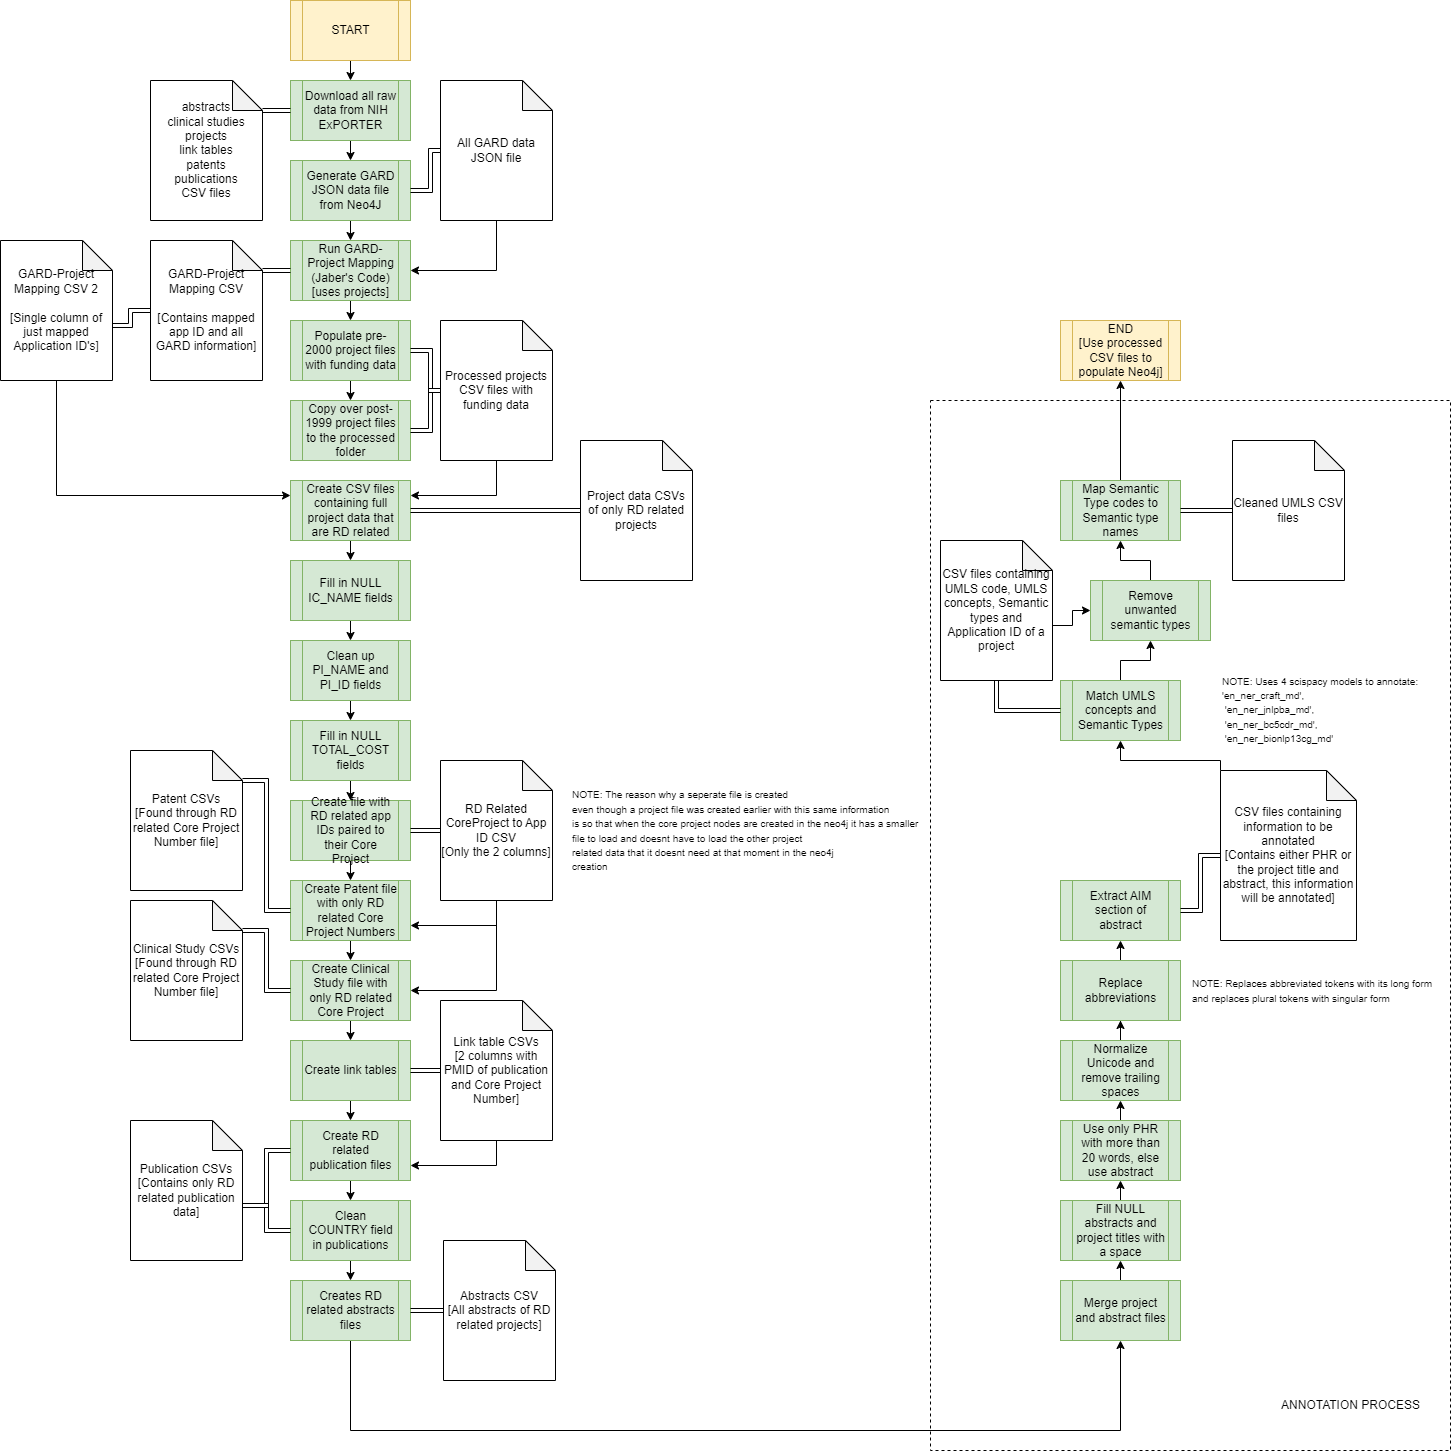 START
Download all raw
data from NIH
ExPORTER
abstracts
clinical studies
projects
link tables
patents
publications
CSV files
All GARD data
JSON file
Generate GARD
JSON data file
from Neo4J
Run GARD-
Project Mapping
(Jaber's Code)
[uses projects]
GARD-Project
Mapping CSV 2
[Single column of
just mapped
Application ID's]
GARD-Project
Mapping CSV
[Contains mapped
app ID and all
GARD information]
Populate pre-
2000 project files
with funding data
Processed projects
CSV files with
funding data
Copy over post-
1999 project files
to the processed
folder
Create CSV files
containing full
project data that
are RD related
Project data CSVs
of only RD related
projects
Fill in NULL
IC_NAME fields
Clean up
PI_NAME and
PI_ID fields
Fill in NULL
TOTAL_COST
fields
Patent CSVs
[Found through RD
related Core Project
Number file]
Create file with
RD related app
IDs paired to
their Core
Project
RD Related
CoreProject to App
ID CSV
[Only the 2 columns]
NOTE: The reason why a seperate file is created
even though a project file was created earlier with this same information
is so that when the core project nodes are created in the neo4j it has a smaller
file to load and doesnt have to load the other project
related data that it doesnt need at that moment in the neo4j
creation
Create Patent file
with only RD
related Core
Project Numbers
Clinical Study CSVs
[Found through RD
related Core Project
Number file]
Create Clinical
Study file with
only RD related
Core Project
Link table CSVs
[2 columns with
PMID of publication
and Core Project
Number]
Create link tables
Create RD
related
publication files
Publication CSVs
[Contains only RD
related publication
data]
Clean
COUNTRY field
in publications
Creates RD
related abstracts
files
Abstracts CSV
[All abstracts of RD
related projects]
END
[Use processed
CSV files to
populate Neo4j]
Map Semantic
Type codes to
Semantic type
names
Cleaned UMLS CSV
files
CSV files containing
UMLS code, UMLS
concepts, Semantic
types and
Application ID of a
project
Remove
unwanted
semantic types
Match UMLS
concepts and
Semantic Types
NOTE: Uses 4 scispacy models to annotate:
'en_ner_craft_md',
'en_ner_jnlpba_md',
'en_ner_bc5cdr_md',
'en_ner_bionlp13cg_md'
CSV files containing
information to be
annotated
[Contains either PHR or
the project title and
abstract, this information
will be annotated]
Extract AIM
section of
abstract
Replace
abbreviations
NOTE: Replaces abbreviated tokens with its long form
and replaces plural tokens with singular form
Normalize
Unicode and
remove trailing
spaces
Use only PHR
with more than
20 words, else
use abstract
Fill NULL
abstracts and
project titles with
a space
Merge project
and abstract files
ANNOTATION PROCESS